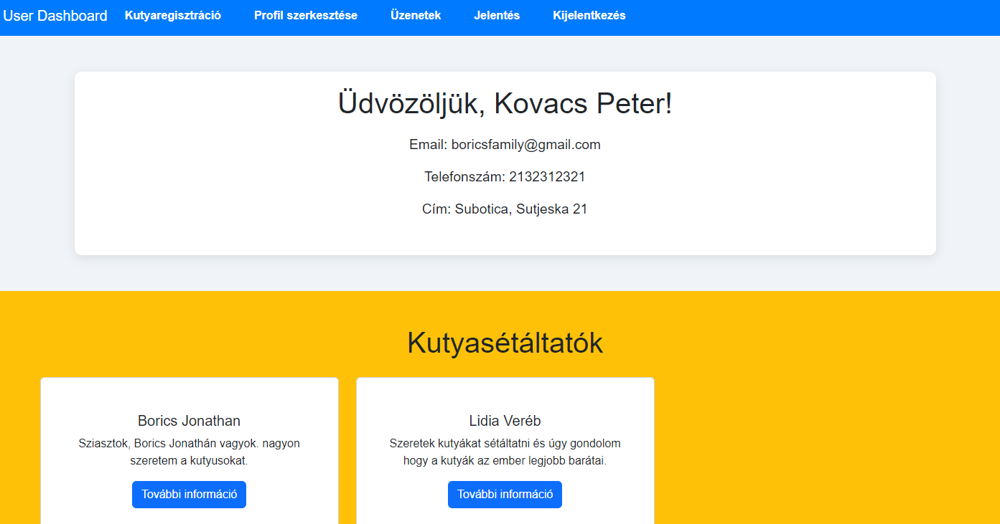 User Dashboard Kutyaregisztráció Profil szerkesztése Üzenetek Jelentés Kijelentkezés
Üdvözöljük, Kovacs Peter!
Email: boricsfamily@gmail.com
Telefonszám: 2132312321
Cím: Subotica, Sutjeska 21
Kutyasétáltatók
Borics Jonathan
Sziasztok, Borics Jonathán vagyok. nagyon
szeretem a kutyusokat.
További információ
Lidia Veréb
Szeretek kutyákat sétáltatni és úgy gondolom
hogy a kutyák az ember legjobb barátai.
További információ